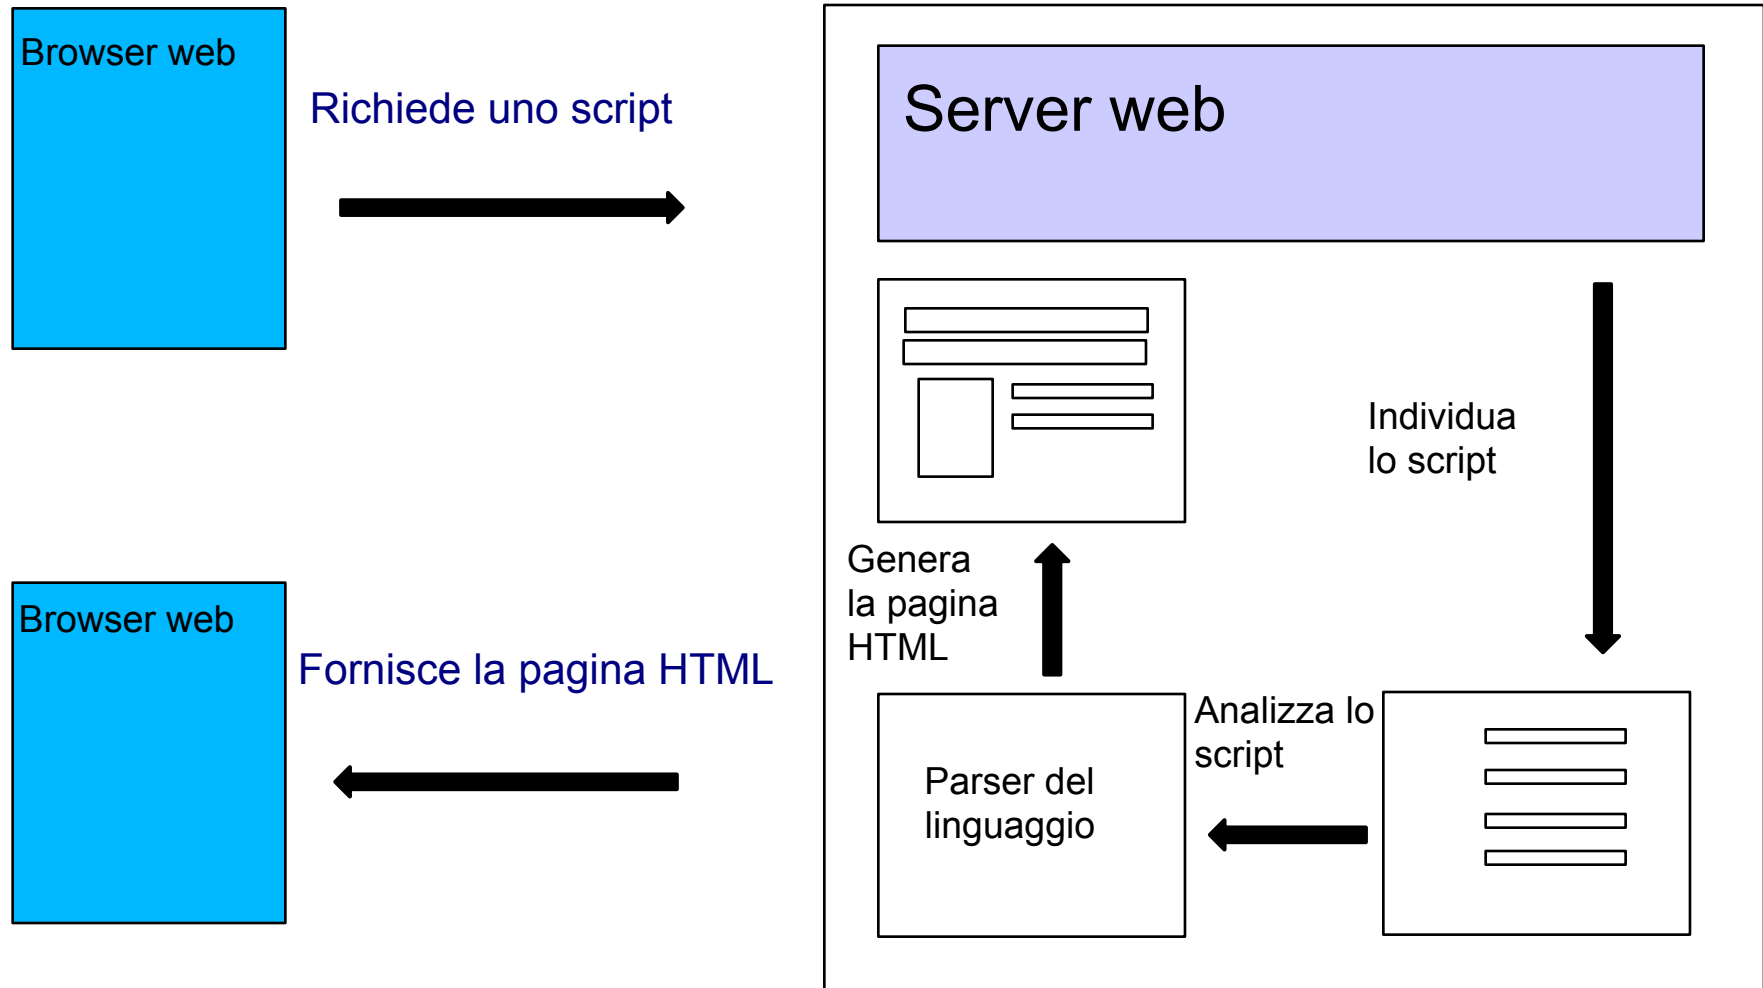 Browser web
Richiede uno script
Server web
Individua
lo script
Genera
la pagina
HTML
Browser web
Fornisce la pagina HTML
Analizza lo
script
Parser del
linguaggio